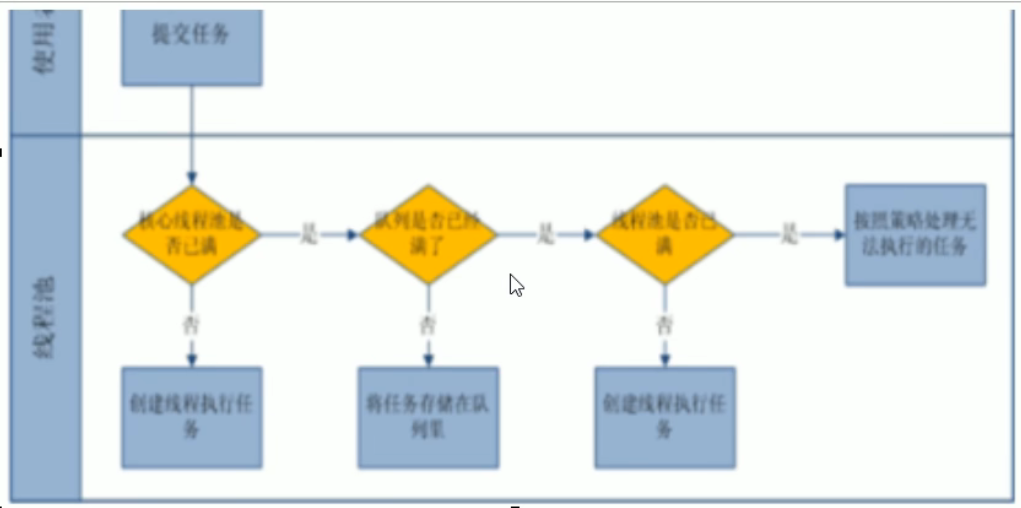 使用
提交任务
线程池
核心线程池是
否已满
是
队列是否已经
满了
是
线程池是否已
满
是
按照策略处理无
法执行的任务
否
否
否
创建线程执行任
务
将任务存储在队
列里
创建线程执行任
务